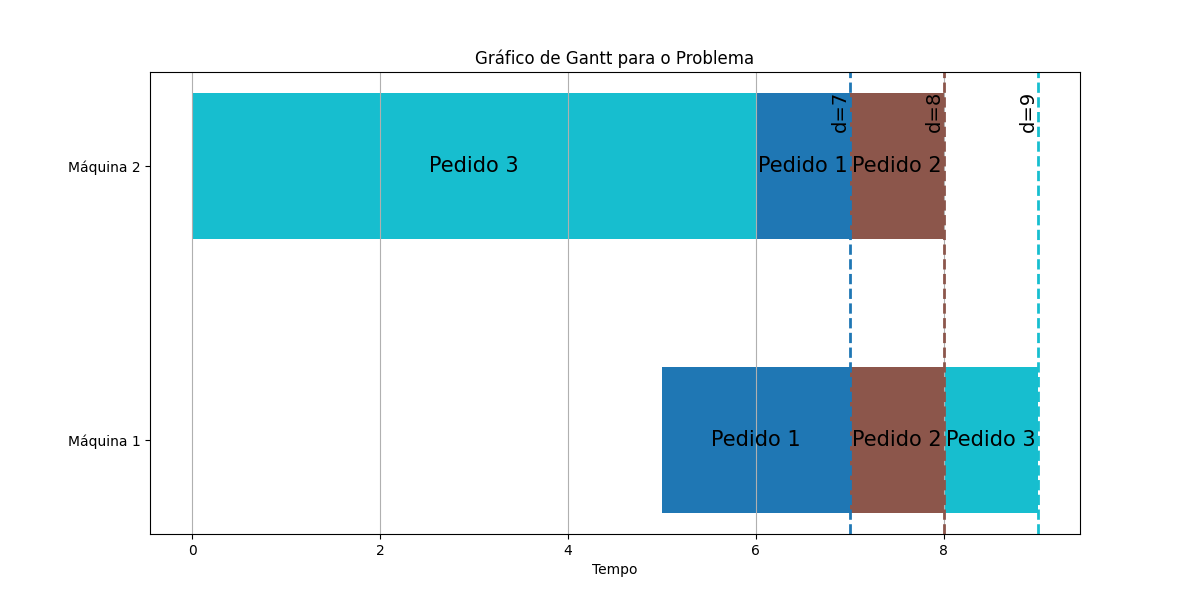 Gráfico de Gantt para o Problema
d=7
d=8
d=9
Máquina 2
Pedido 3
Pedido 1
Pedido 2
Máquina 1
Pedido 1
Pedido 2
Pedido 3
0
2
4
6
8
Tempo